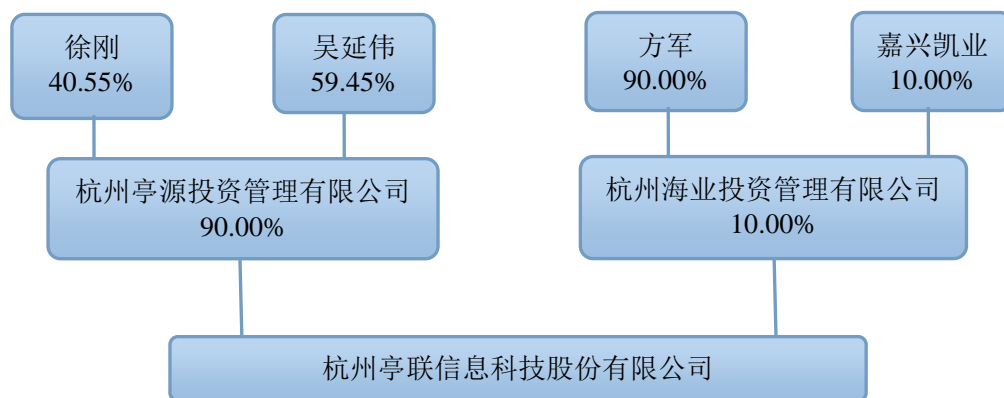 徐刚
40.55%
吴延伟
59.45%
方军
90.00%
嘉兴凯业
10.00%
杭州亭源投资管理有限公司
90.00%
杭州海业投资管理有限公司
10.00%
杭州亭联信息科技股份有限公司